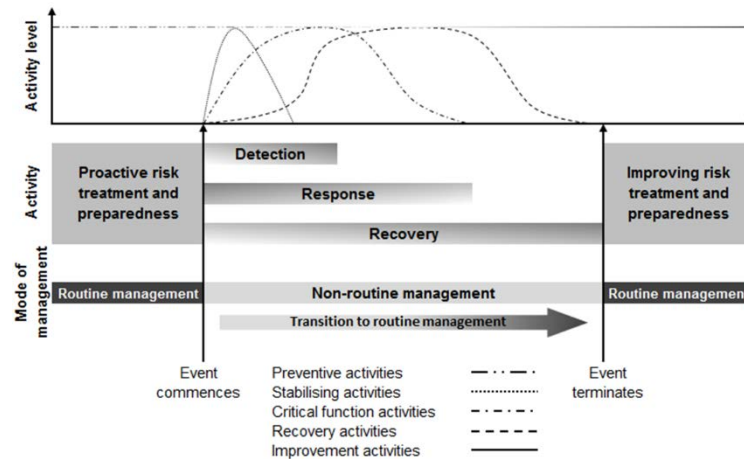 Activity level
Activity
Mode of
management
Proactive risk
treatment and
preparedness
Detection
Response
Recovery
Improving risk
treatment and
preparedness
Routine management
Non-routine management
Routine management
Transition to routine management
Event
commences
Event
terminates
Preventive activities
Stabilising activities
Critical function activities
Recovery activities
Improvement activities